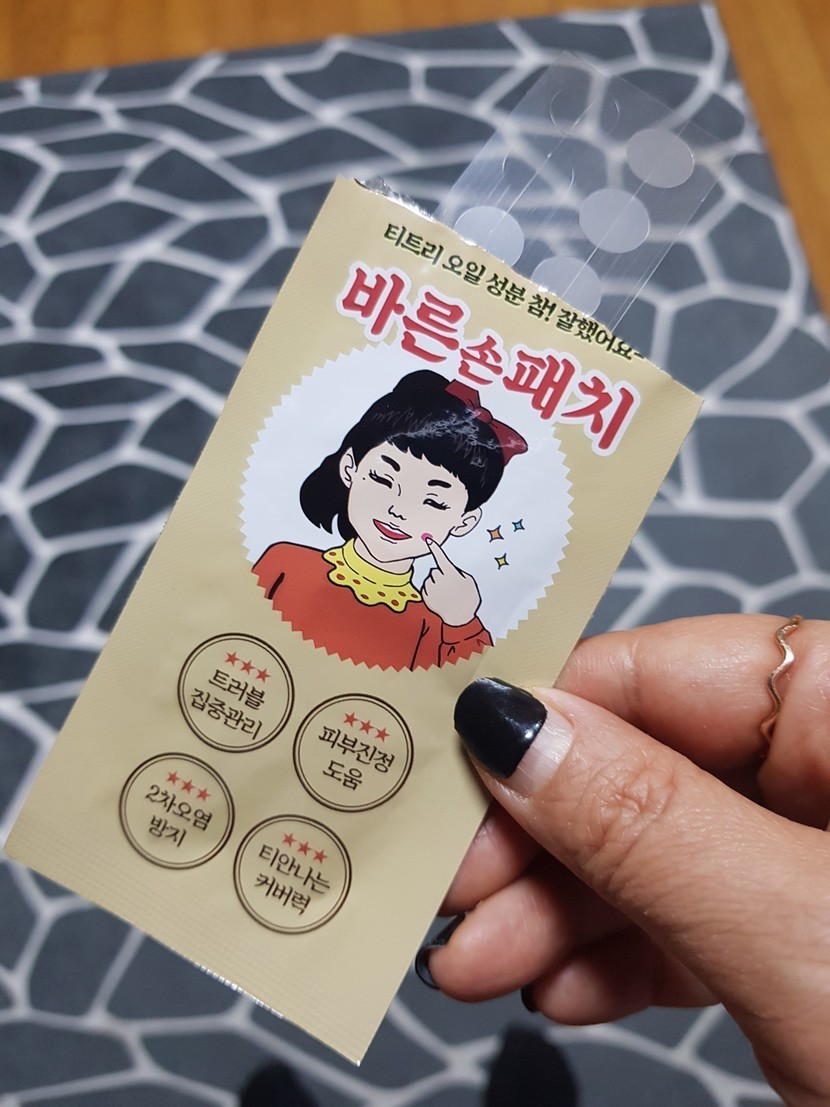 티트리 오일 성분 참! 잘했어요~
바른손패치
트러블
집중관리
피부진정
도움
2차오염
방지
티안나는
커버력